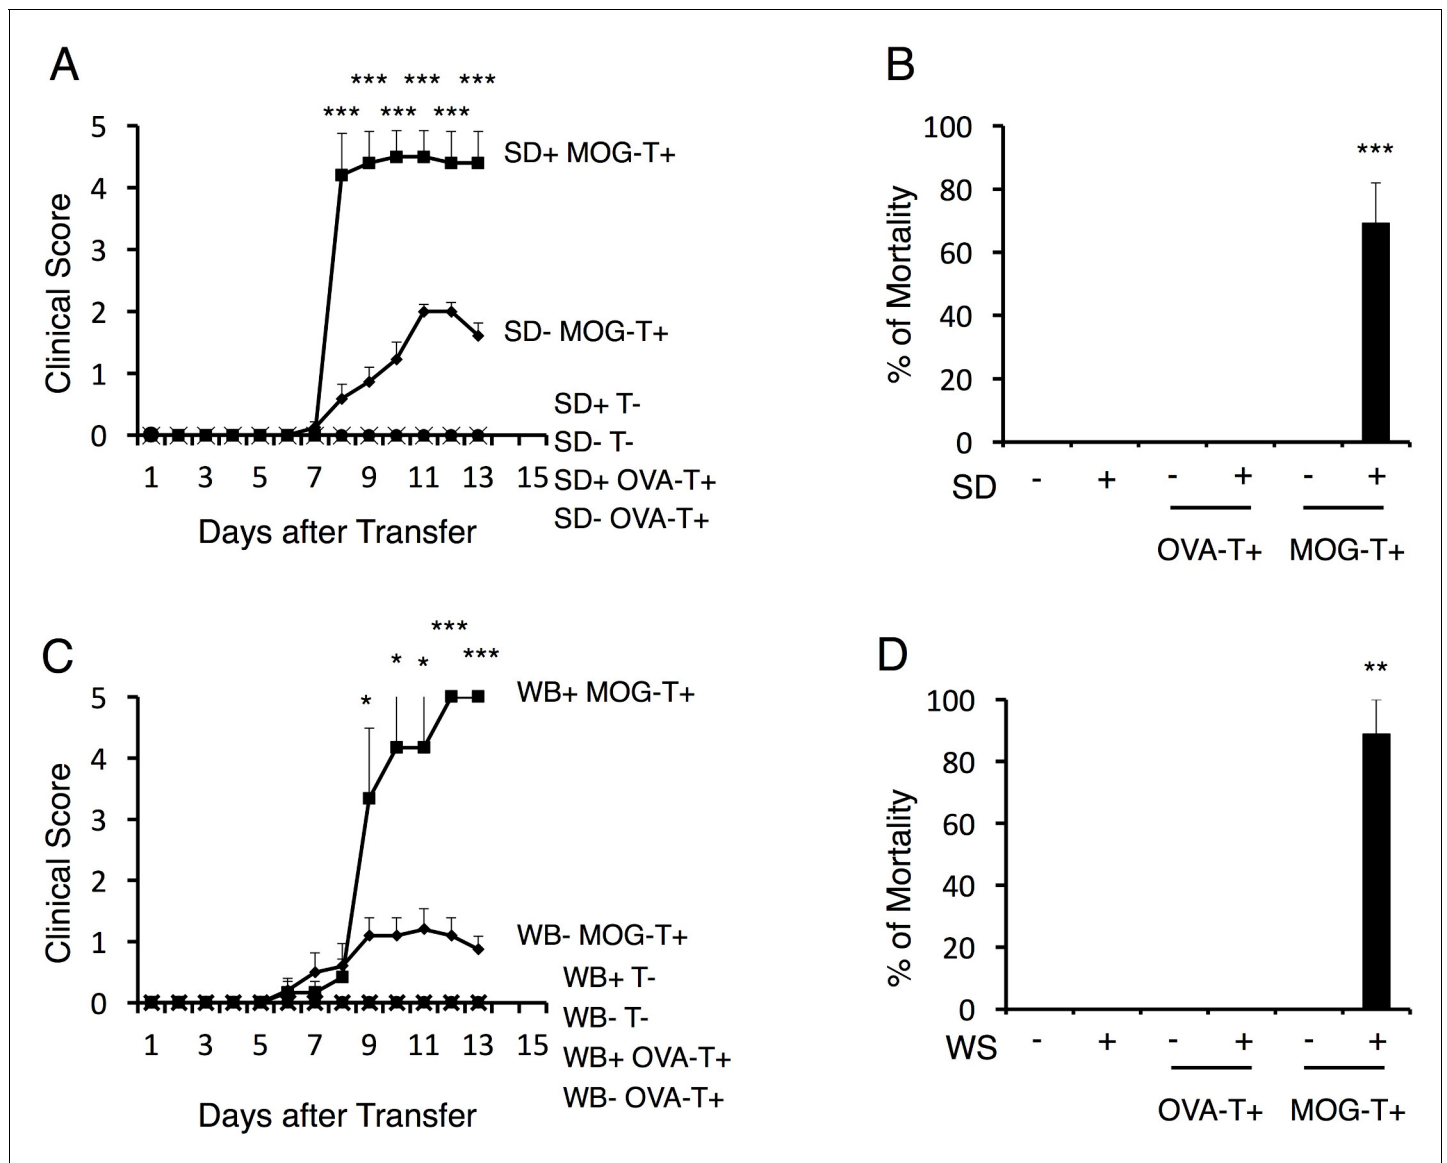 A
*** *** ***
*** *** ***
5
4
3
2
1
0
Clinical Score
SD+ MOG-T+
SD- MOG-T+
SD+ T-
SD- T-
SD+ OVA-T+
SD- OVA-T+
1 3 5 7 9 11 13 15
Days after Transfer
B
***
100
80
60
40
20
0
% of Mortality
SD - + - + - +
OVA-T+ MOG-T+
C
***
* * ***
*
5
4
3
2
1
0
Clinical Score
WB+ MOG-T+
WB- MOG-T+
WB+ T-
WB- T-
WB+ OVA-T+
WB- OVA-T+
1 3 5 7 9 11 13 15
Days after Transfer
D
**
100
80
60
40
20
0
% of Mortality
WS - + - + - +
OVA-T+ MOG-T+